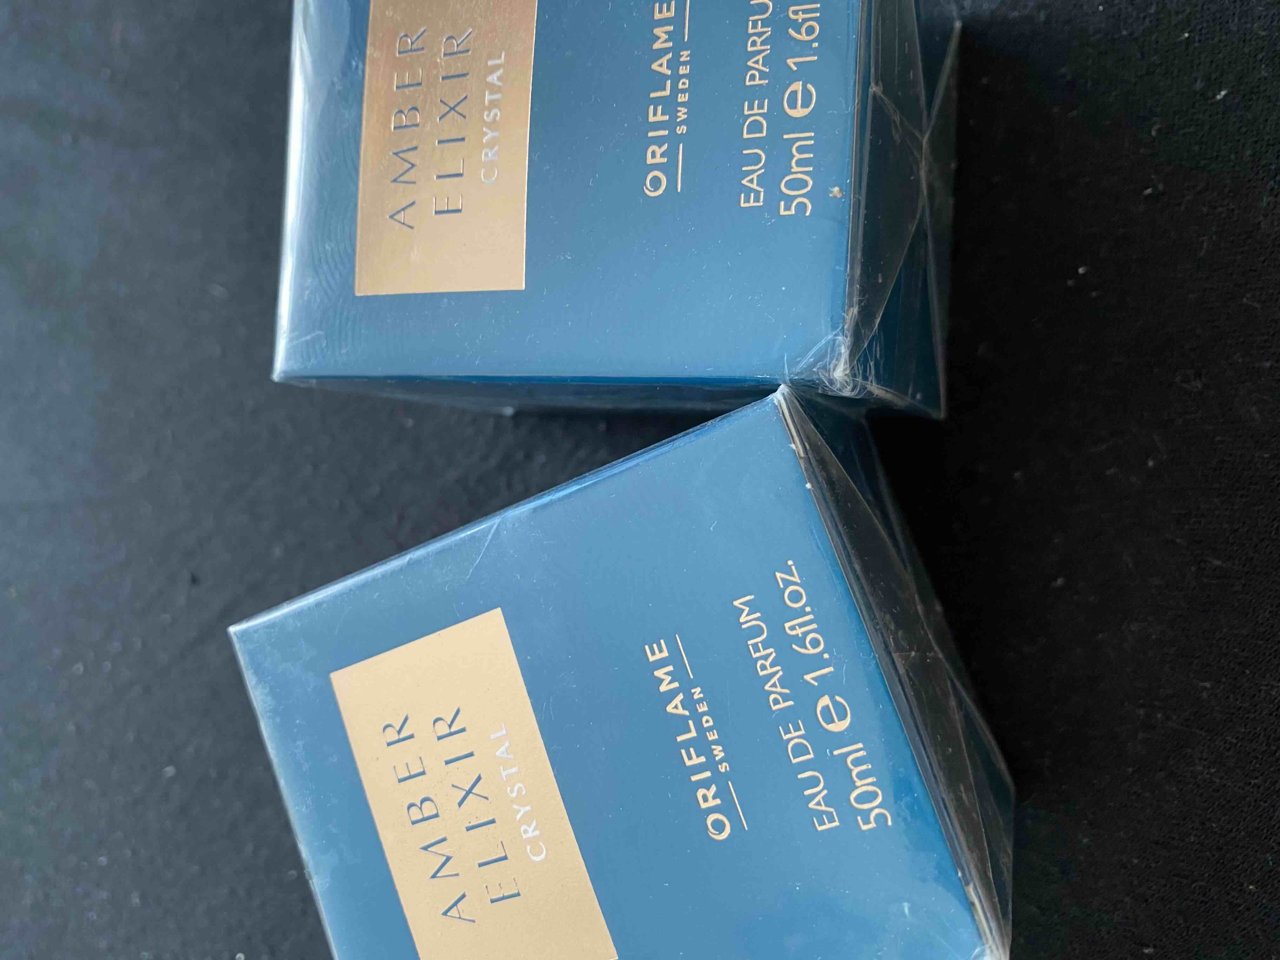 AMBER
ELIXIR
CRYSTAL
ORIFLAME
SWEDEN
EAU DE PARFUM
50ml e 1.6fl.oz.
AMBER
ELIXIR
CRYSTAL
ORIFLAME
SWEDEN
EAU DE PARFU
50ml e 1.6fl